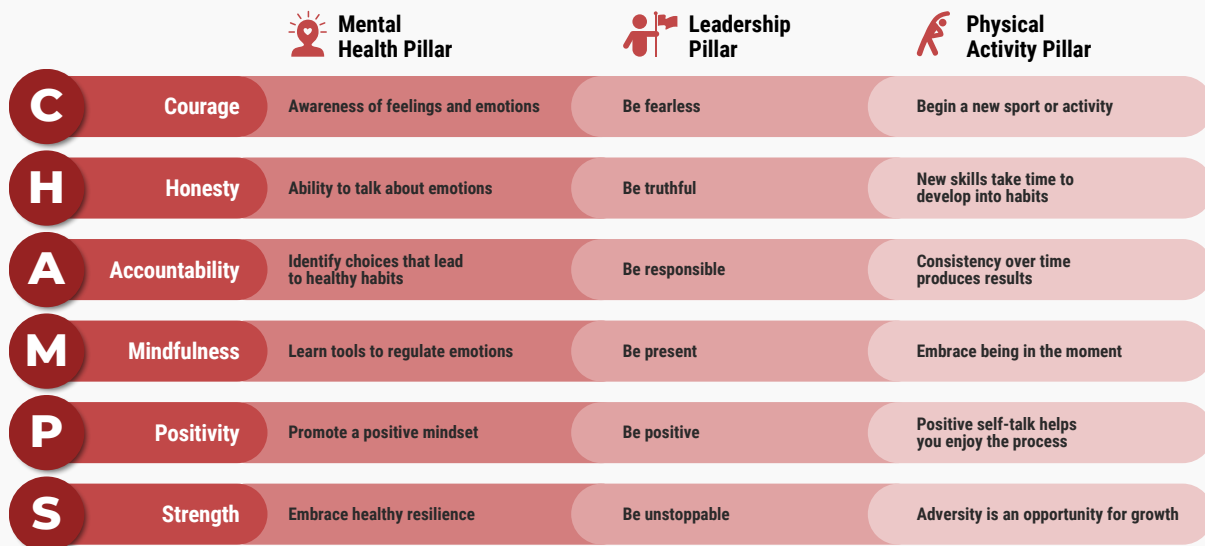 Mental
Health Pillar
Leadership
Pillar
Physical
Activity Pillar
C
Courage
Awareness of feelings and emotions
Be fearless
Begin a new sport or activity
H
Honesty
Ability to talk about emotions
Be truthful
New skills take time to
develop into habits
A
Accountability
Identify choices that lead
to healthy habits
Be responsible
Consistency over time
produces results
M
Mindfulness
Learn tools to regulate emotions
Be present
Embrace being in the moment
P
Positivity
Promote a positive mindset
Be positive
Positive self-talk helps
you enjoy the process
S
Strength
Embrace healthy resilience
Be unstoppable
Adversity is an opportunity for growth